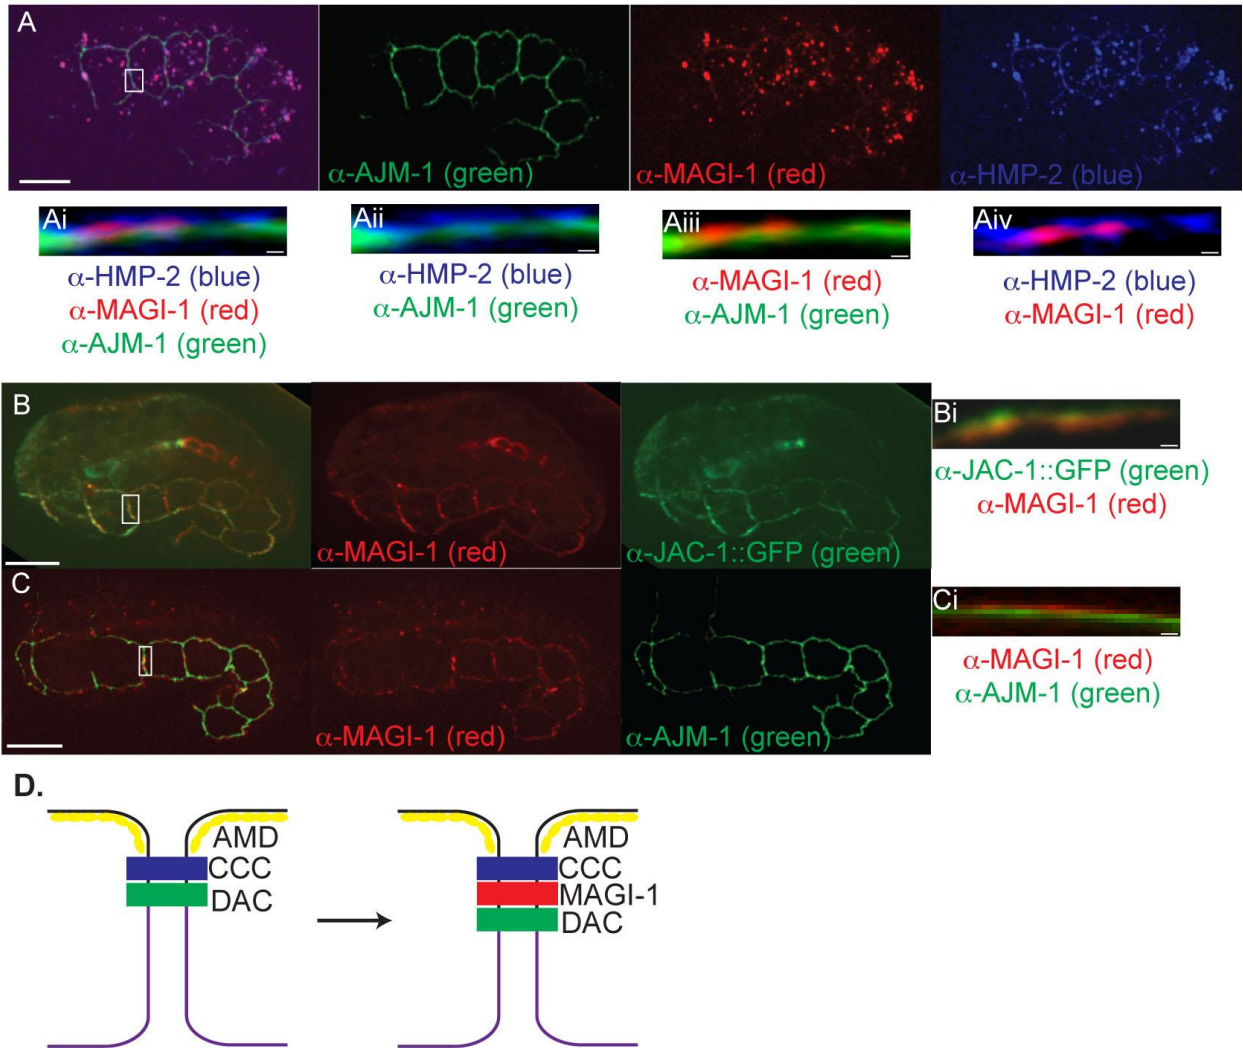 A
α-AJM-1 (green)
α-MAGI-1 (red)
α-HMP-2 (blue)
Ai
α-HMP-2 (blue)
α-MAGI-1 (red)
α-AJM-1 (green)
Aii
α-HMP-2 (blue)
α-AJM-1 (green)
Aiii
α-MAGI-1 (red)
α-AJM-1 (green)
Aiv
α-HMP-2 (blue)
α-MAGI-1 (red)
B
α-MAGI-1 (red)
α-JAC-1::GFP (green)
Bi
α-JAC-1::GFP (green)
α-MAGI-1 (red)
C
α-MAGI-1 (red)
α-AJM-1 (green)
Ci
α-MAGI-1 (red)
α-AJM-1 (green)
D.
AMD
CCC
DAC
AMD
CCC
MAGI-1
DAC